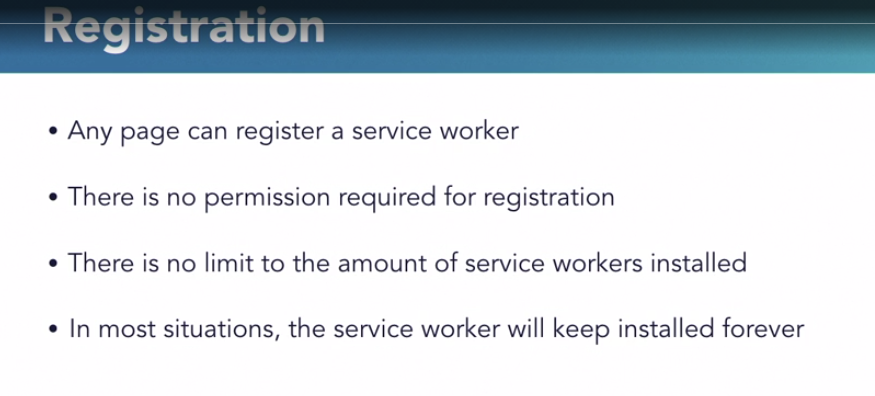 Registration
• Any page can register a service worker
• There is no permission required for registration
• There is no limit to the amount of service workers installed
• In most situations, the service worker will keep installed forever